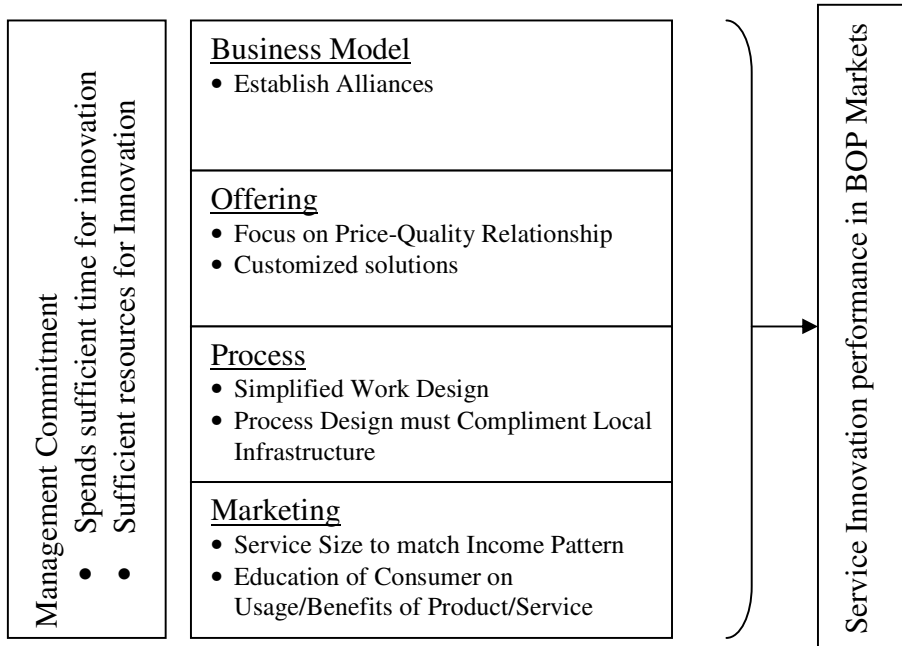 Management Commitment
• Spends sufficient time for innovation
• Sufficient resources for Innovation
Business Model
• Establish Alliances
Offering
• Focus on Price-Quality Relationship
• Customized solutions
Process
• Simplified Work Design
• Process Design must Compliment Local
Infrastructure
Marketing
• Service Size to match Income Pattern
• Education of Consumer on
Usage/Benefits of Product/Service
Service Innovation performance in BOP Markets